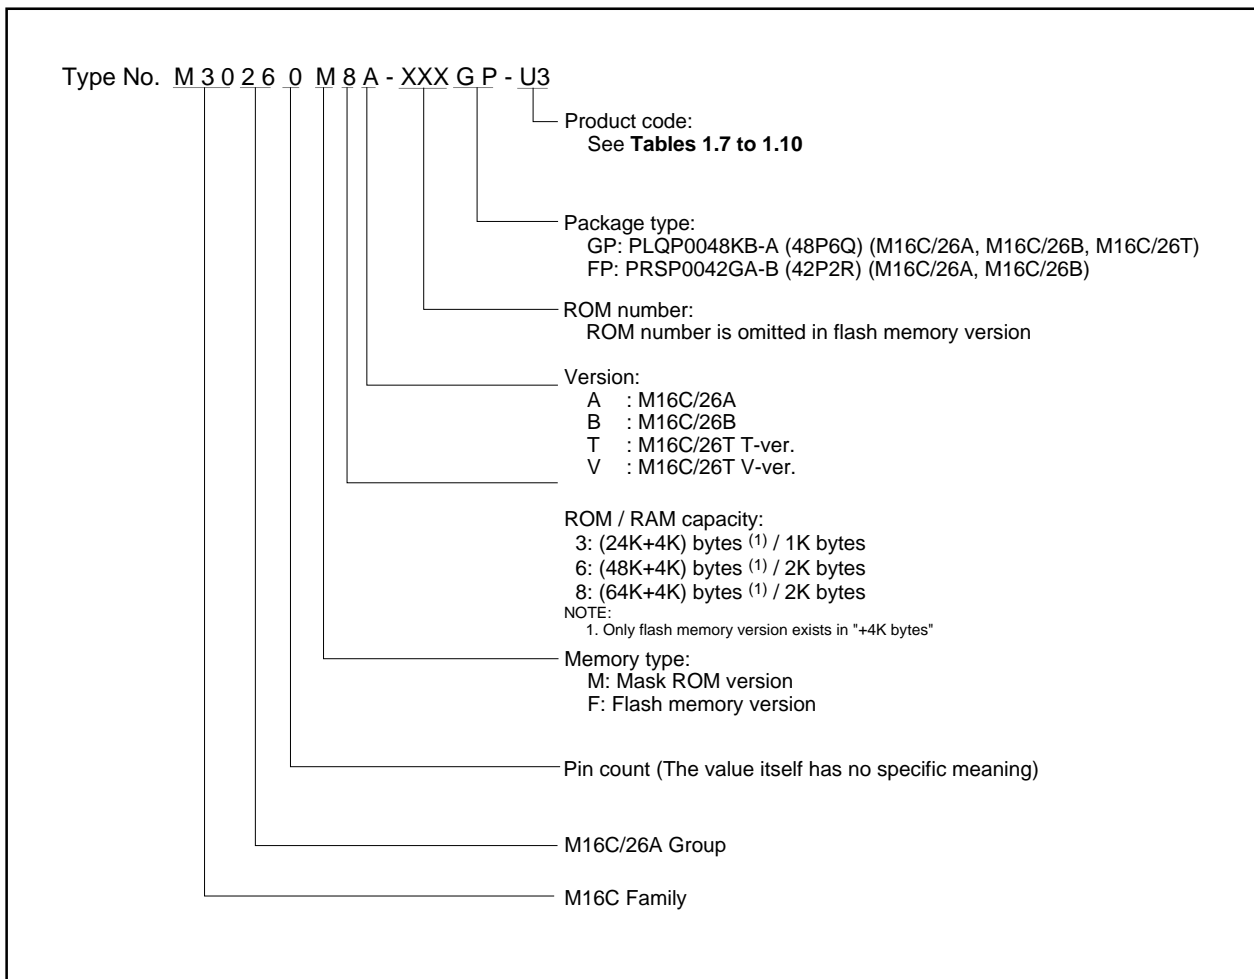 Type No. M 3 0 2 6 0 M 8 A - XXX G P - U3
Product code:
See Tables 1.7 to 1.10
Package type:
GP: PLQP0048KB-A (48P6Q) (M16C/26A, M16C/26B, M16C/26T)
FP: PRSP0042GA-B (42P2R) (M16C/26A, M16C/26B)
ROM number:
ROM number is omitted in flash memory version
Version:
A : M16C/26A
B : M16C/26B
T : M16C/26T T-ver.
V : M16C/26T V-ver.
ROM / RAM capacity:
3: (24K+4K) bytes (1) / 1K bytes
6: (48K+4K) bytes (1) / 2K bytes
8: (64K+4K) bytes (1) / 2K bytes
NOTE:
1. Only flash memory version exists in "+4K bytes"
Memory type:
M: Mask ROM version
F: Flash memory version
Pin count (The value itself has no specific meaning)
M16C/26A Group
M16C Family